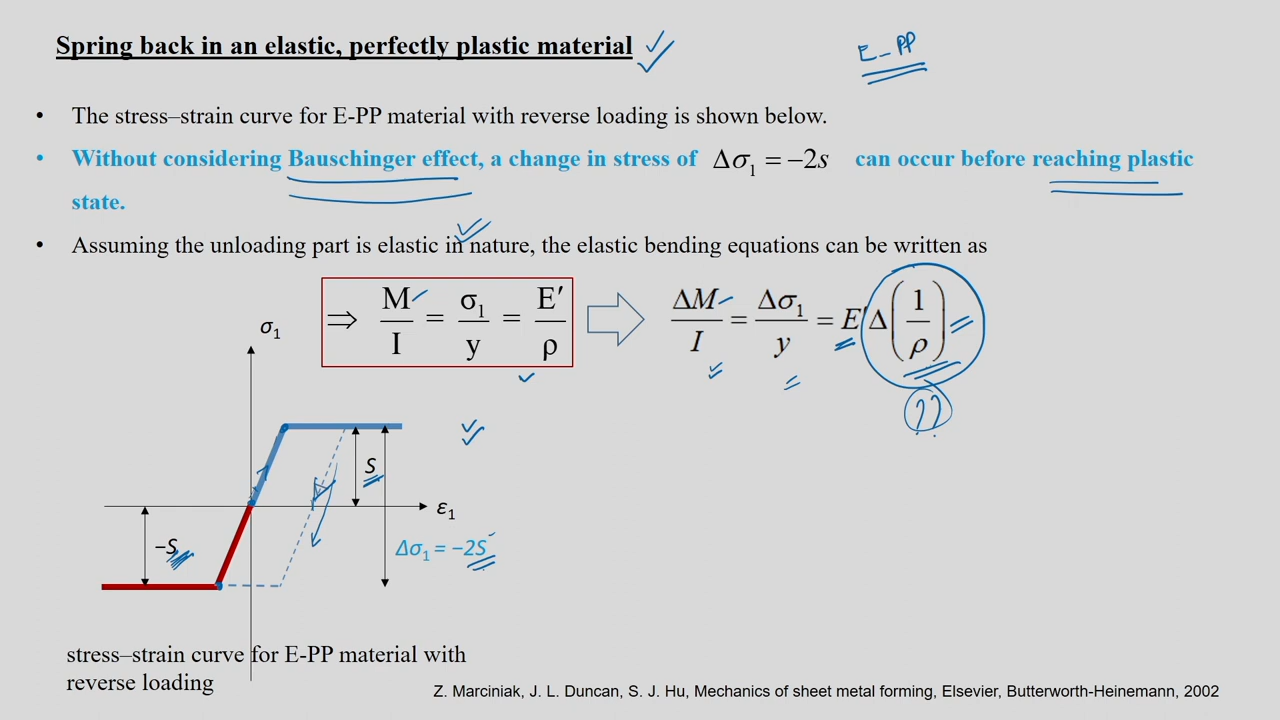 Spring back in an elastic, perfectly plastic material
E-PP
• The stress–strain curve for E-PP material with reverse loading is shown below.
• Without considering Bauschinger effect, a change in stress of Δσ₁ = −2s can occur before reaching plastic
state.
• Assuming the unloading part is elastic in nature, the elastic bending equations can be written as
⇒ M/I = σ₁/y = E′/ρ ⇒ ΔM/I = Δσ₁/y = E′Δ(1/ρ)
??
σ₁
S
ε₁
−S
Δσ₁ = −2S
stress–strain curve for E-PP material with
reverse loading
Z. Marciniak, J. L. Duncan, S. J. Hu, Mechanics of sheet metal forming, Elsevier, Butterworth-Heinemann, 2002